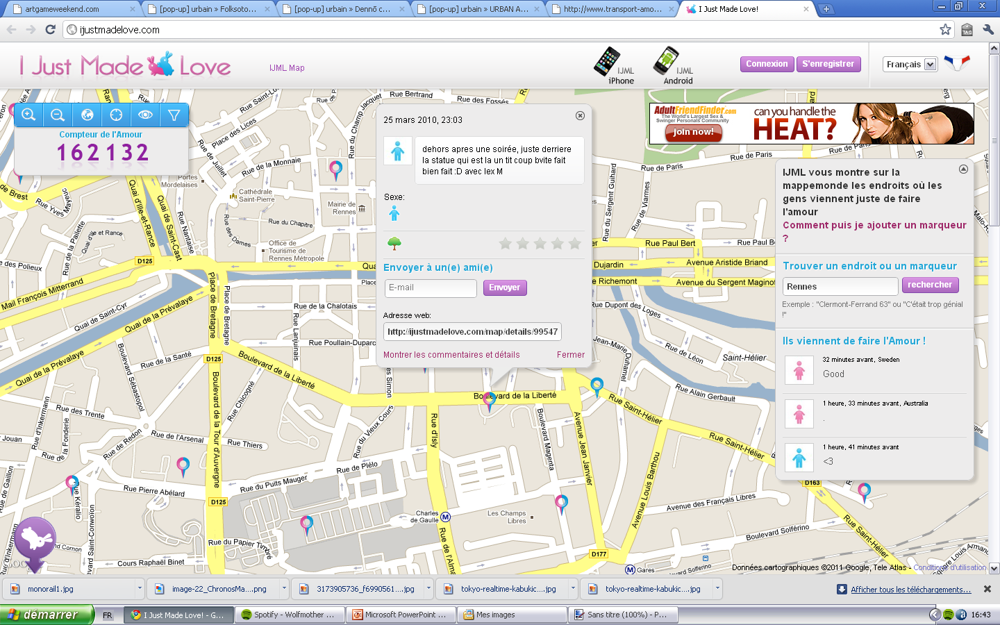 artgameweekend.com
[pop-up] urbain » Folksoto...
[pop-up] urbain » Dennō c...
[pop-up] urbain » URBAN A...
http://www.transport-amo...
I Just Made Love!
ijustmadelove.com
TAG
I Just Made Love
IJML Map
IJML
iPhone
IJML
Android
Connexion
S'enregistrer
Français
Compteur de l'Amour
162132
25 mars 2010, 23:03
dehors apres une soirée, juste derriere
la statue qui est la un tit coup bvite fait
bien fait :D avec lex M
Sexe:
Envoyer à un(e) ami(e)
E-mail
Envoyer
Adresse web:
http://ijustmadelove.com/map/details/99547
Montrer les commentaires et détails
Fermer
AdultFriendFinder.com
The World's Largest Sex &
Swinger Personals Community
join now!
can you handle the
HEAT?
IJML vous montre sur la
mappemonde les endroits où les
gens viennent juste de faire
l'amour
Comment puis je ajouter un marqueur
?
Trouver un endroit ou un marqueur
Rennes
rechercher
Exemple : "Clermont-Ferrand 63" ou "C'était trop génial
!"
Ils viennent de faire l'Amour !
32 minutes avant, Sweden
Good
1 heure, 33 minutes avant, Australia
.
1 heure, 41 minutes avant
<3
Rue Saint-Louis
Rue Bertrand
Rue des Fossés
Place des Lices
Rue du Champ Jacquet
Rue de Juillet
Rue de la Monnaie
Portes
Mordelaises
Cathédrale
Saint-Pierre
Mairie de
Rennes
Rue du Chapitre
Rue des Dames
Office de
Tourisme de
Rennes Métropole
de Brest
Rue Yves Mayenc
Quai d'Ille-et-Rance
Quai de Saint-Cast
Rue Nantaise
Rue de la Paillette
Quai d'Ille et Rance
Rue des Polieux
D125
Mail François Mitterrand
Quai de Saint-Cyr
Quai de la Prévalaye
Quai de la Prévalaye
Place de Bretagne
Place de Bretagne
Rue de la Chalotais
Rue Lanjuinais
Rue Poullain-Duparc
Rue de la Santé
D125
Boulevard de la Liberté
Boulevard de la Liberté
Boulevard Sébastopol
Boulevard de la Tour d'Auvergne
Rue Chicogné
Rue des Trente
Rue de Redon
Rue de l'Arsenal
Rue Thiers
Rue d'Inkermann
Rue de la Fonderie
Jouan
Rue de Gaillon
Rue Kéralio
Rue Pierre Abélard
D125
Rue du Puits Mauger
Rue de Plélo
Rue du Vieux Cours
Rue d'Isly
Charles
de Gaulle
Les Champs
Libres
Rue du Papier Timbré
Cours Raphaël Binet
Rue Saint-Conwoïon
Rue de l'Alma
Boulevard Magenta
Avenue Jean Janvier
Avenue Louis Barthou
Avenue des Français Libres
Boulevard Solférino
Boulevard Solferino
D177
Gares
D163
Rue Saint-Hélier
Rue Saint-Hélier
Rue Saint-Hélier
Saint-Hélier
Rue de Léon
Rue Alain Gerbault
Rue Dupont des Loges
Jean-Marie Duhamel
Rue Paul Bert
Rue Paul
Avenue Aristide Briand
Avenue du Sergent Maginot
Dujardin
e Richemont
Rue de Paris
Rue de Paris
Rue de Paris
Rue du Sergent Guihard
Rue de Viarmes
Données cartographiques ©2011 Google, Tele Atlas - Conditions d'utilisation
monorail1.jpg
image-22_ChronosMa....png
3173905736_f6990561....jpg
tokyo-realtime-kabukic....jpg
tokyo-realtime-kabukic....jpg
Afficher tous les téléchargements...
démarrer
FR
I Just Made Love! - G...
Spotify - Wolfmother ...
Microsoft PowerPoint ...
Mes images
Sans titre (100%) - P...
16:43